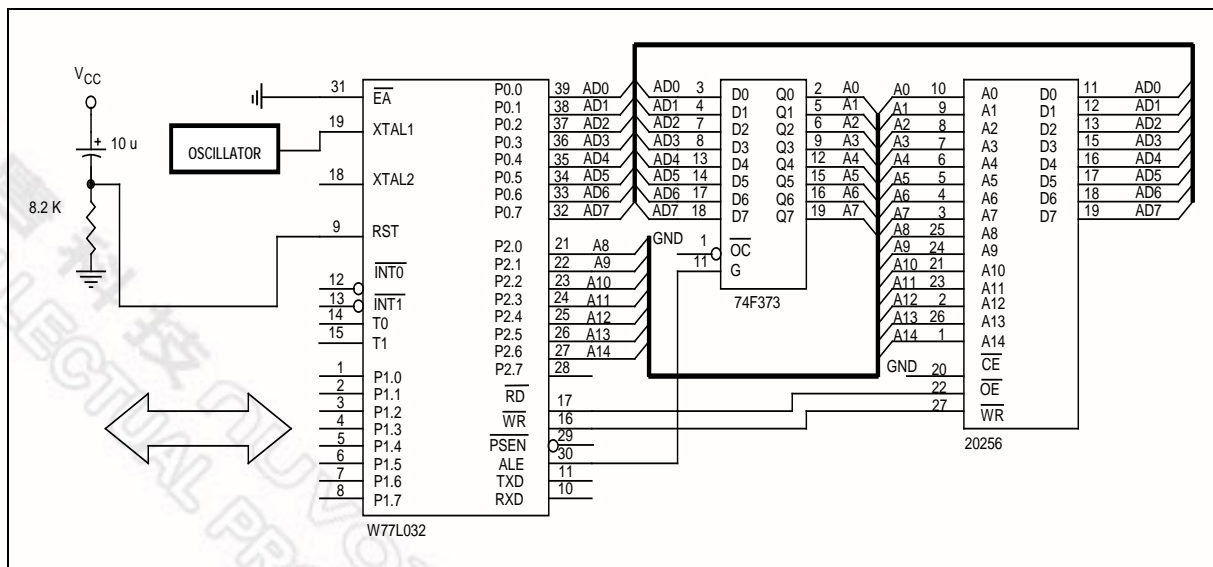 V_CC
10 u
8.2 K
OSCILLATOR
31 EA
19 XTAL1
18 XTAL2
9 RST
12 INT0
13 INT1
14 T0
15 T1
1 P1.0
2 P1.1
3 P1.2
4 P1.3
5 P1.4
6 P1.5
7 P1.6
8 P1.7
P0.0 39 AD0
P0.1 38 AD1
P0.2 37 AD2
P0.3 36 AD3
P0.4 35 AD4
P0.5 34 AD5
P0.6 33 AD6
P0.7 32 AD7
P2.0 21 A8
P2.1 22 A9
P2.2 23 A10
P2.3 24 A11
P2.4 25 A12
P2.5 26 A13
P2.6 27 A14
P2.7 28
RD 17
WR 16
PSEN 29
ALE 30
TXD 11
RXD 10
W77L032
AD0 3 D0 Q0 2 A0
AD1 4 D1 Q1 5 A1
AD2 7 D2 Q2 6 A2
AD3 8 D3 Q3 9 A3
AD4 13 D4 Q4 12 A4
AD5 14 D5 Q5 15 A5
AD6 17 D6 Q6 16 A6
AD7 18 D7 Q7 19 A7
GND 1 OC
11 G
74F373
A0 10 A0 D0 11 AD0
A1 9 A1 D1 12 AD1
A2 8 A2 D2 13 AD2
A3 7 A3 D3 15 AD3
A4 6 A4 D4 16 AD4
A5 5 A5 D5 17 AD5
A6 4 A6 D6 18 AD6
A7 3 A7 D7 19 AD7
A8 25 A8
A9 24 A9
A10 21 A10
A11 23 A11
A12 2 A12
A13 26 A13
A14 1 A14
GND 20 CE
22 OE
27 WR
20256